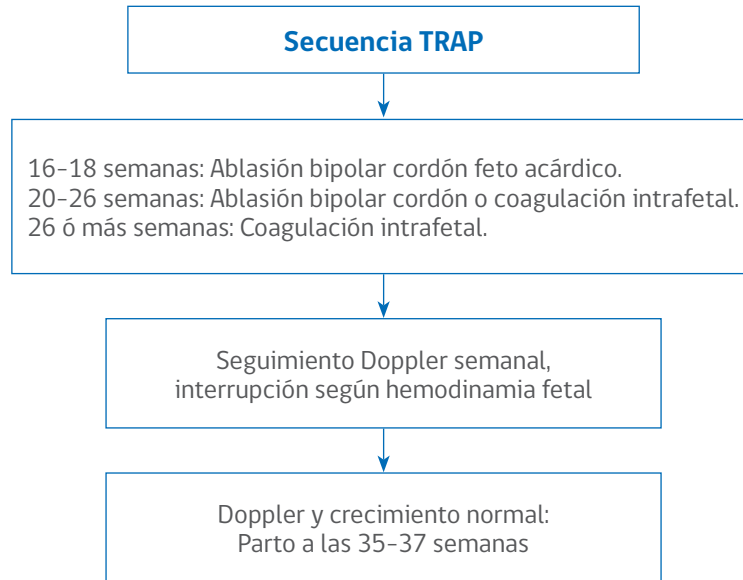 Secuencia TRAP
16-18 semanas: Ablasión bipolar cordón feto acárdico.
20-26 semanas: Ablasión bipolar cordón o coagulación intrafetal.
26 ó más semanas: Coagulación intrafetal.
Seguimiento Doppler semanal,
interrupción según hemodinamia fetal
Doppler y crecimiento normal:
Parto a las 35-37 semanas